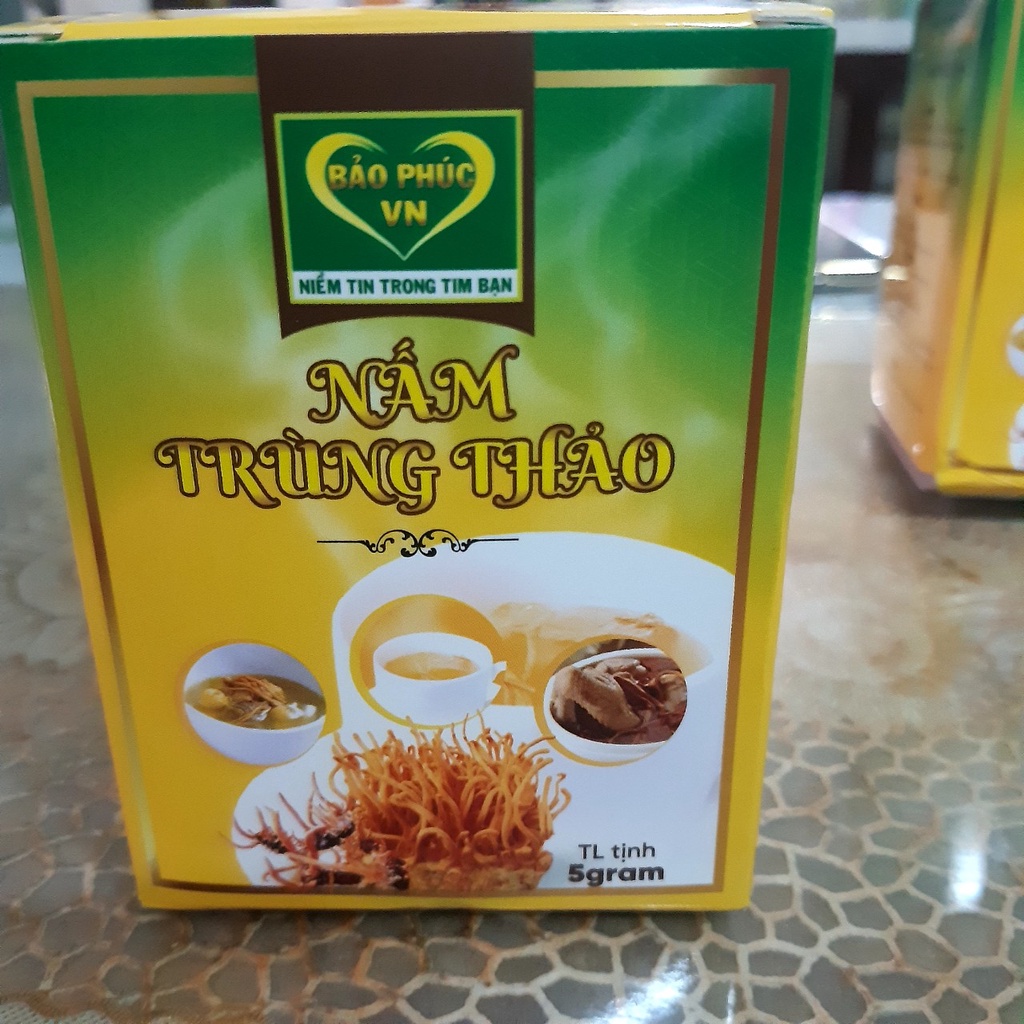 BẢO PHÚC
VN
NIỀM TIN TRONG TIM BẠN
NẤM
TRÙNG THẢO
TL tịnh
5gram